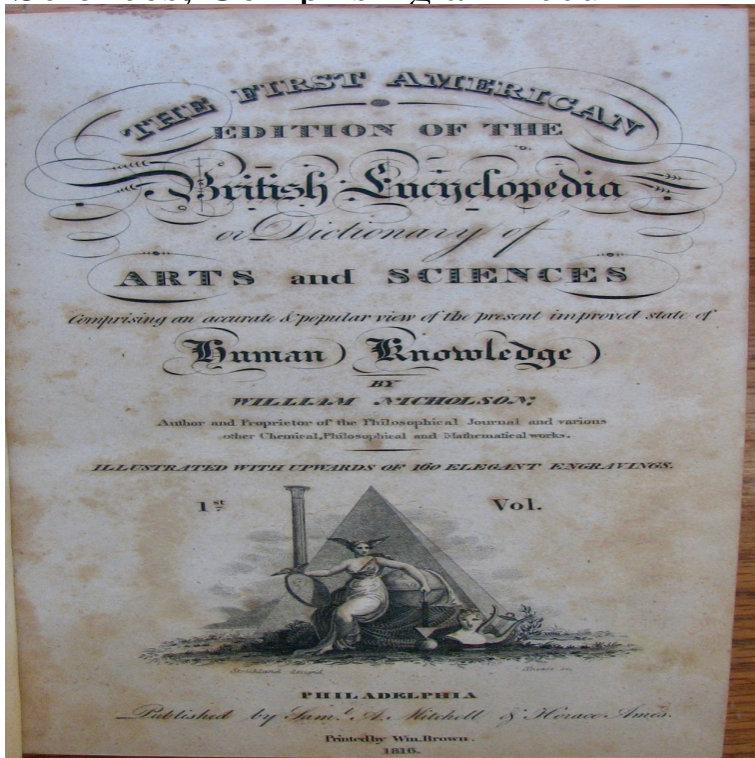 THE FIRST AMERICAN
EDITION OF THE
British Encyclopedia
or Dictionary of
ARTS and SCIENCES
Comprising an accurate & popular view of the present improved state of
Human Knowledge
BY
WILLIAM NICHOLSON;
Author and Proprietor of the Philosophical Journal and various
other Chemical, Philosophical and Mathematical works.
ILLUSTRATED WITH UPWARDS OF 160 ELEGANT ENGRAVINGS.
1st Vol.
Strickland
PHILADELPHIA
Published by Saml. A. Mitchell & Horace Ames.
Printed by Wm. Brown.
1816.